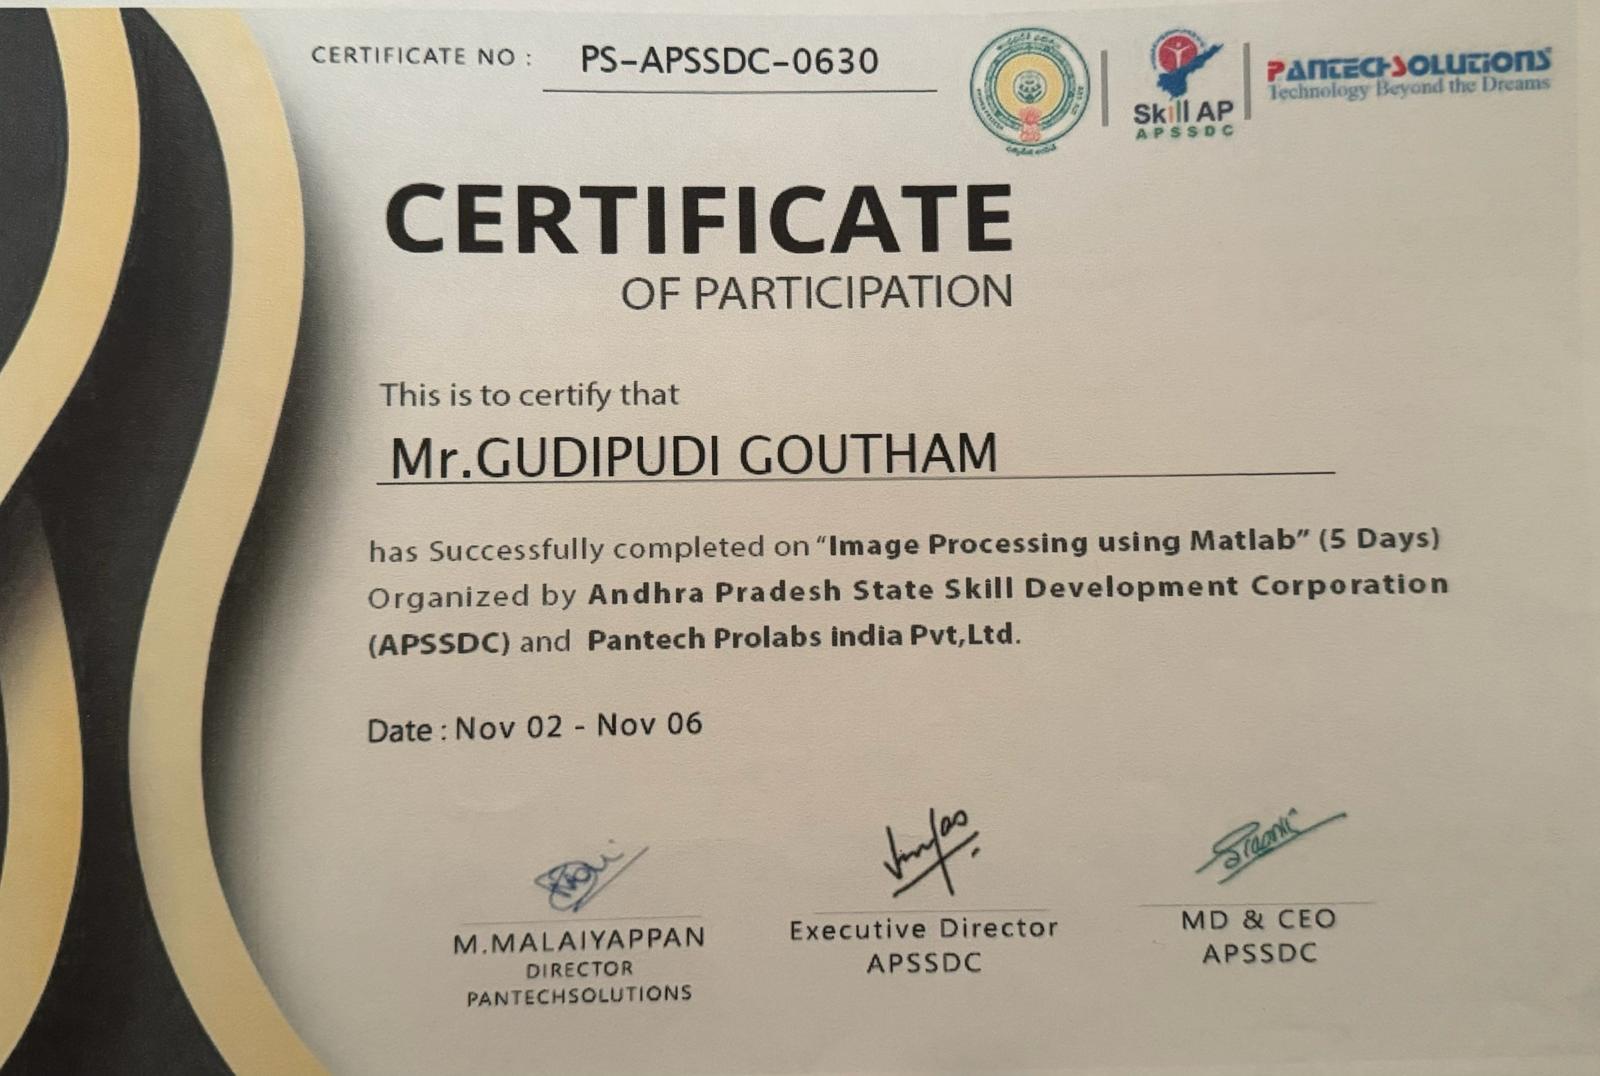 CERTIFICATE NO : PS-APSSDC-0630
Skill AP
APSSDC
PANTECHSOLUTIONS
Technology Beyond the Dreams
CERTIFICATE
OF PARTICIPATION
This is to certify that
Mr.GUDIPUDI GOUTHAM
has Successfully completed on “Image Processing using Matlab” (5 Days)
Organized by Andhra Pradesh State Skill Development Corporation
(APSSDC) and Pantech Prolabs india Pvt,Ltd.
Date : Nov 02 - Nov 06
M.MALAIYAPPAN
DIRECTOR
PANTECHSOLUTIONS
Executive Director
APSSDC
MD & CEO
APSSDC